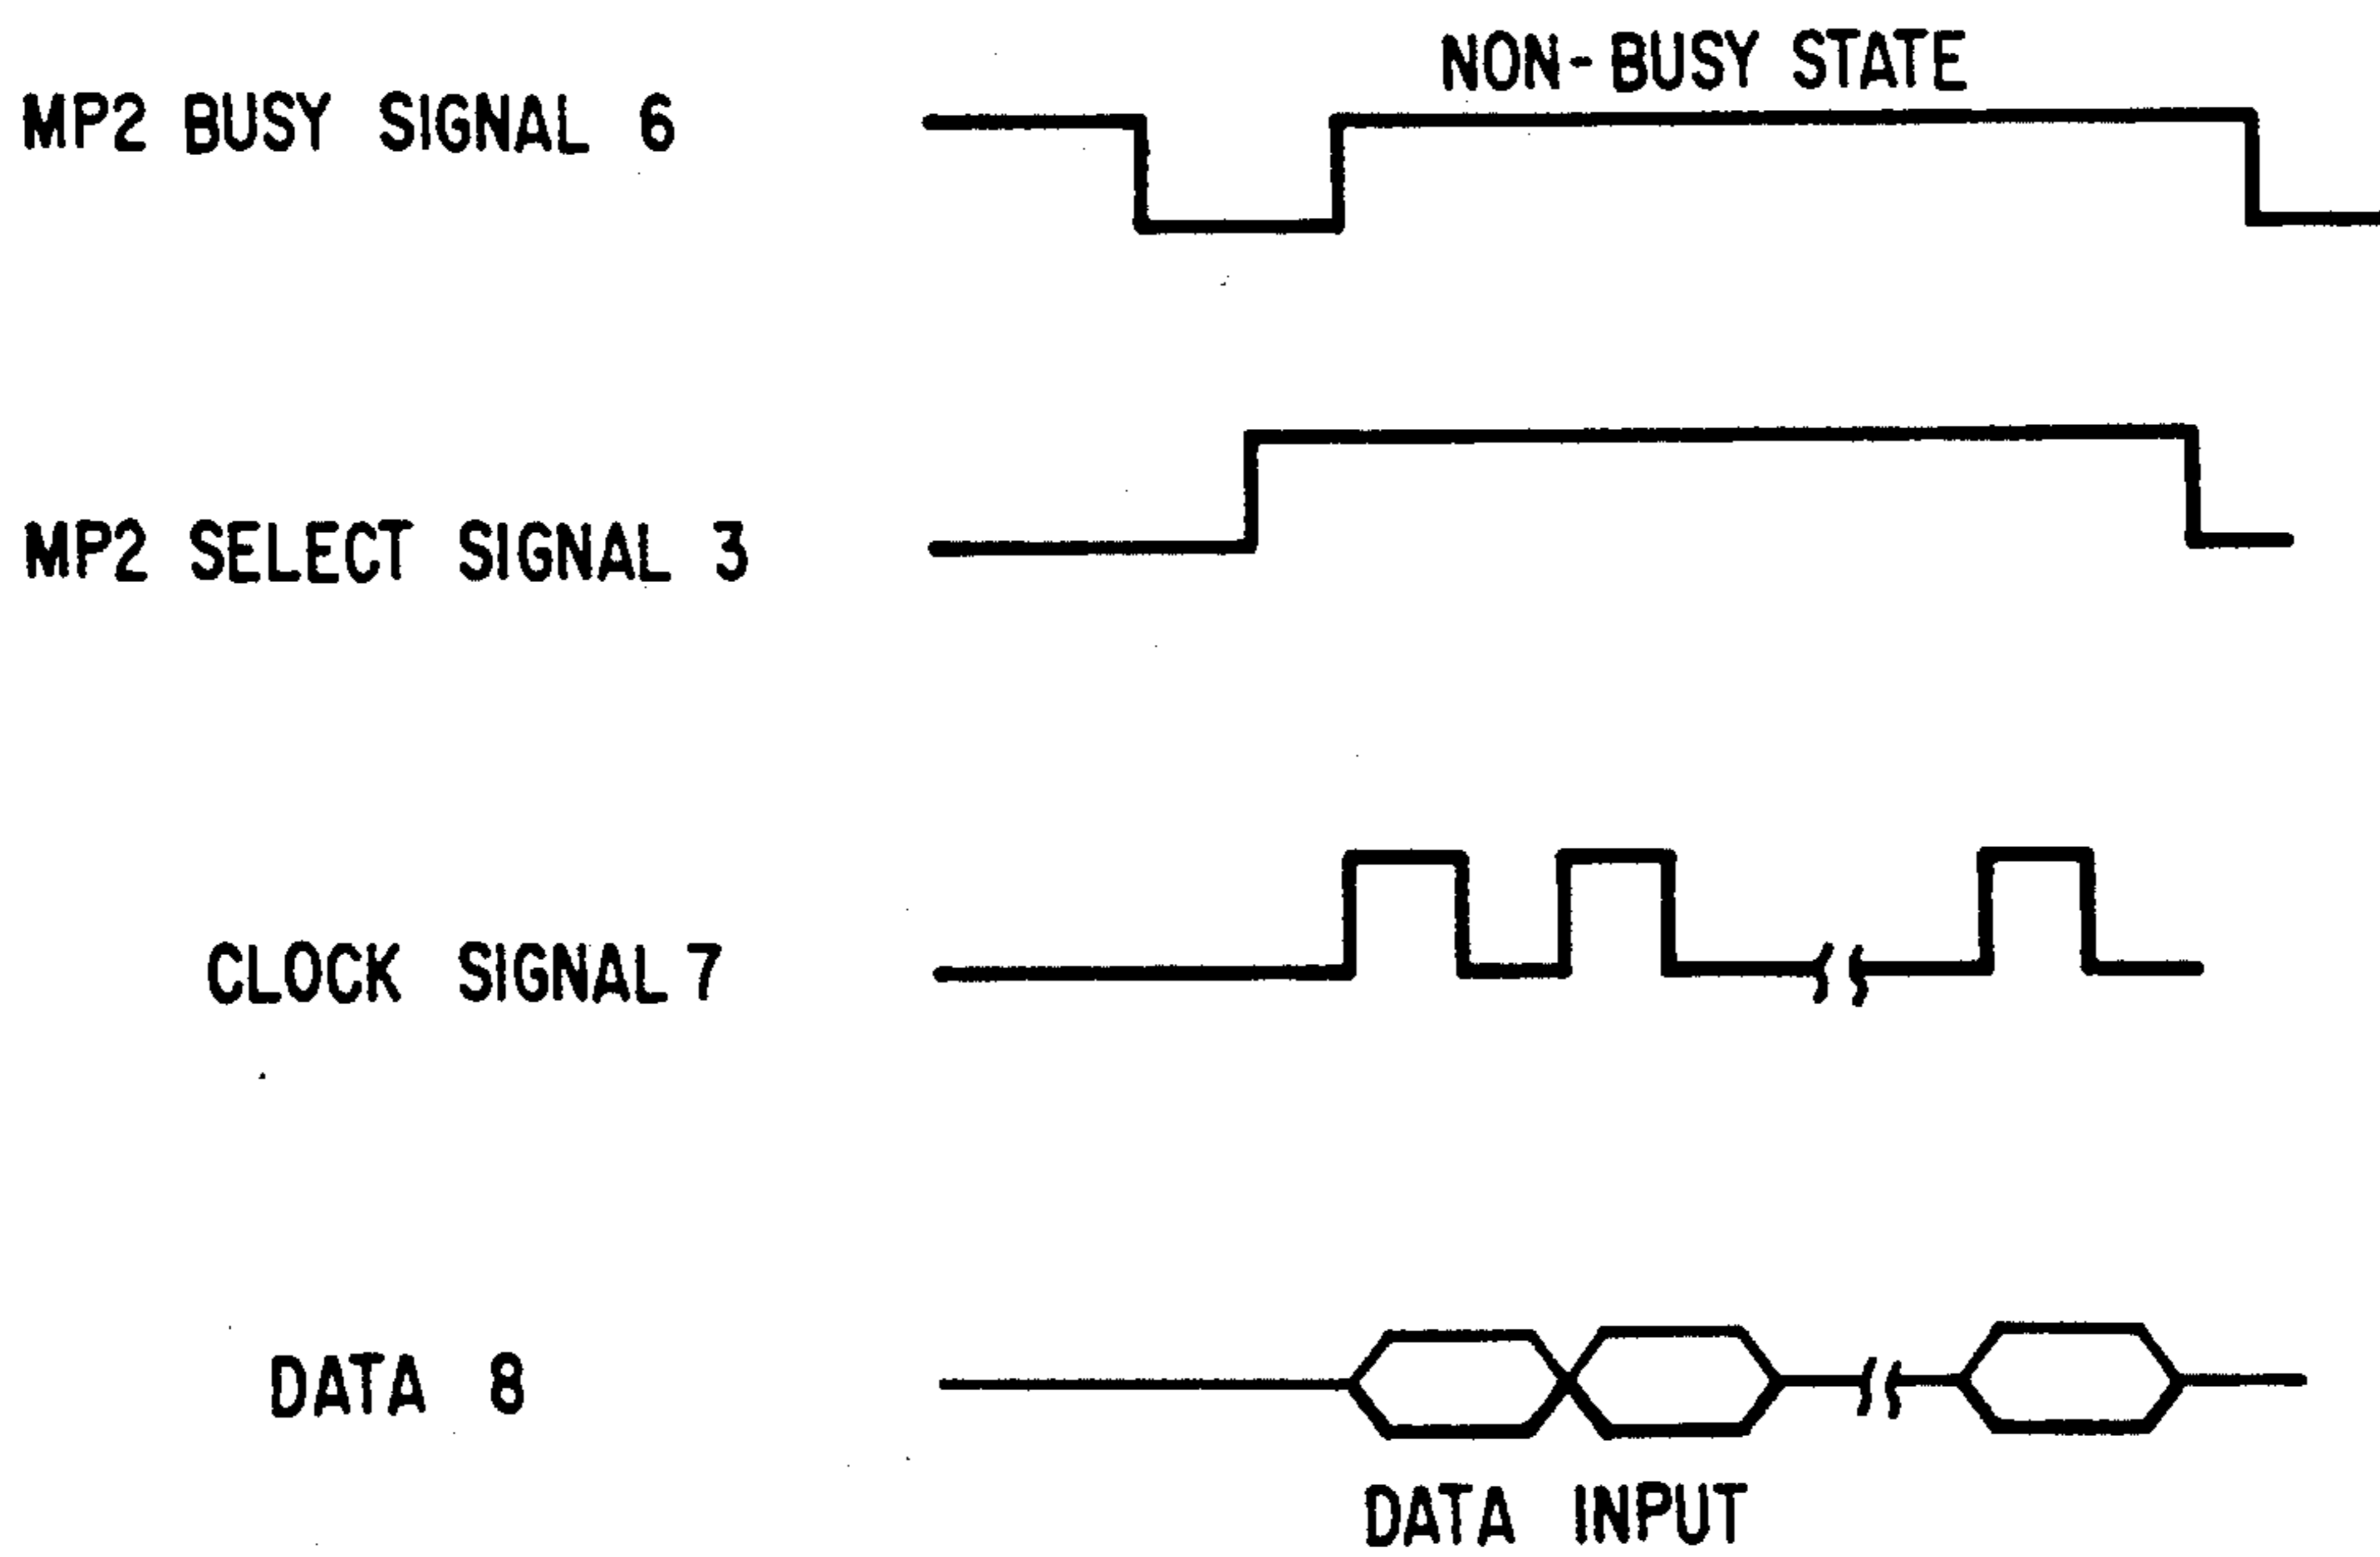 NON-BUSY STATE
MP2 BUSY SIGNAL 6
MP2 SELECT SIGNAL 3
CLOCK SIGNAL 7
DATA 8
DATA INPUT